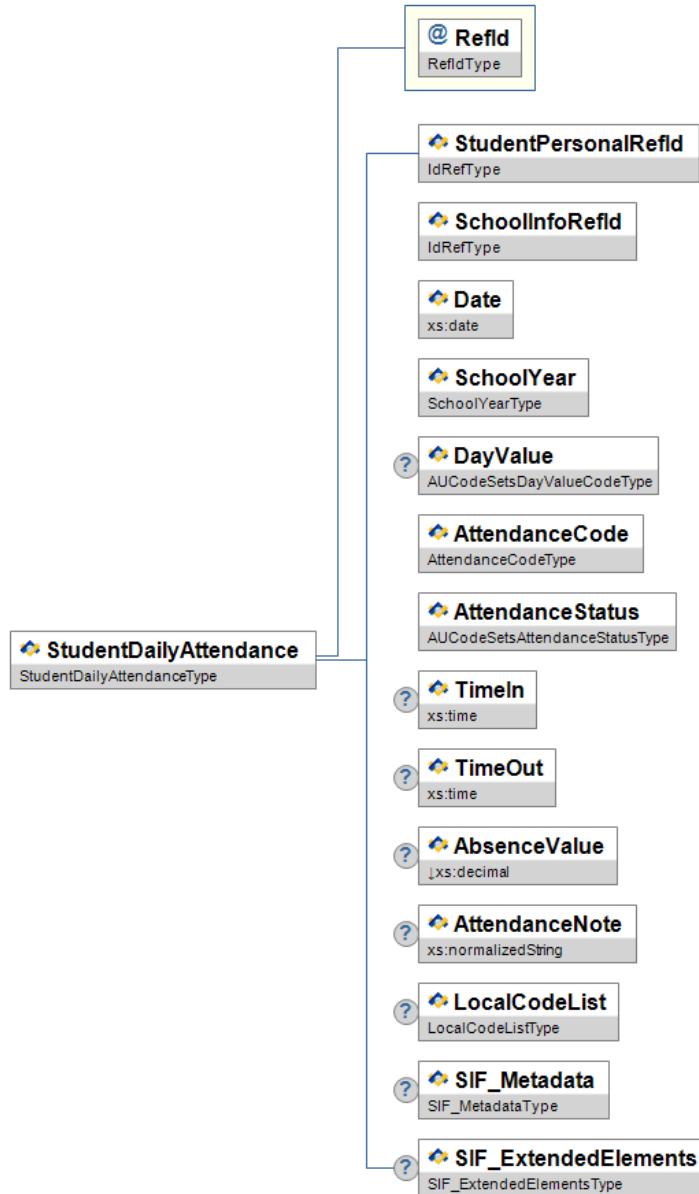 @ RefId
RefIdType
StudentPersonalRefId
IdRefType
SchoolInfoRefId
IdRefType
Date
xs:date
SchoolYear
SchoolYearType
? DayValue
AUCodeSetsDayValueCodeType
AttendanceCode
AttendanceCodeType
AttendanceStatus
AUCodeSetsAttendanceStatusType
StudentDailyAttendance
StudentDailyAttendanceType
? TimeIn
xs:time
? TimeOut
xs:time
? AbsenceValue
↓xs:decimal
? AttendanceNote
xs:normalizedString
? LocalCodeList
LocalCodeListType
? SIF_Metadata
SIF_MetadataType
? SIF_ExtendedElements
SIF_ExtendedElementsType